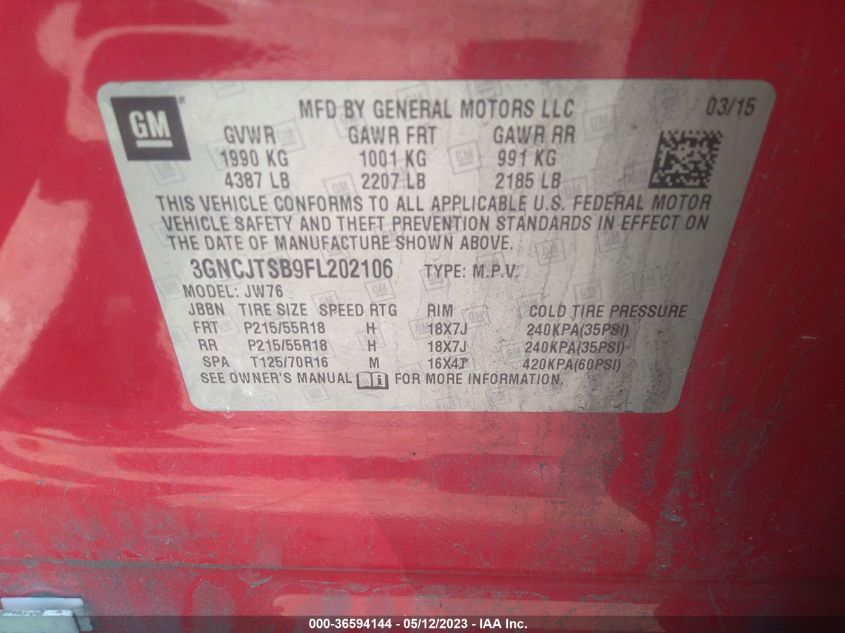 GM
MFD BY GENERAL MOTORS LLC 03/15
GVWR GAWR FRT GAWR RR
1990 KG 1001 KG 991 KG
4387 LB 2207 LB 2185 LB
THIS VEHICLE CONFORMS TO ALL APPLICABLE U.S. FEDERAL MOTOR
VEHICLE SAFETY AND THEFT PREVENTION STANDARDS IN EFFECT ON
THE DATE OF MANUFACTURE SHOWN ABOVE.
3GNCJTSB9FL202106 TYPE: M.P.V.
MODEL: JW76
JBBN TIRE SIZE SPEED RTG RIM COLD TIRE PRESSURE
FRT P215/55R18 H 18X7J 240KPA(35PSI)
RR P215/55R18 H 18X7J 240KPA(35PSI)
SPA T125/70R16 M 16X4T 420KPA(60PSI)
SEE OWNER'S MANUAL FOR MORE INFORMATION.
000-36594144 - 05/12/2023 - IAA Inc.